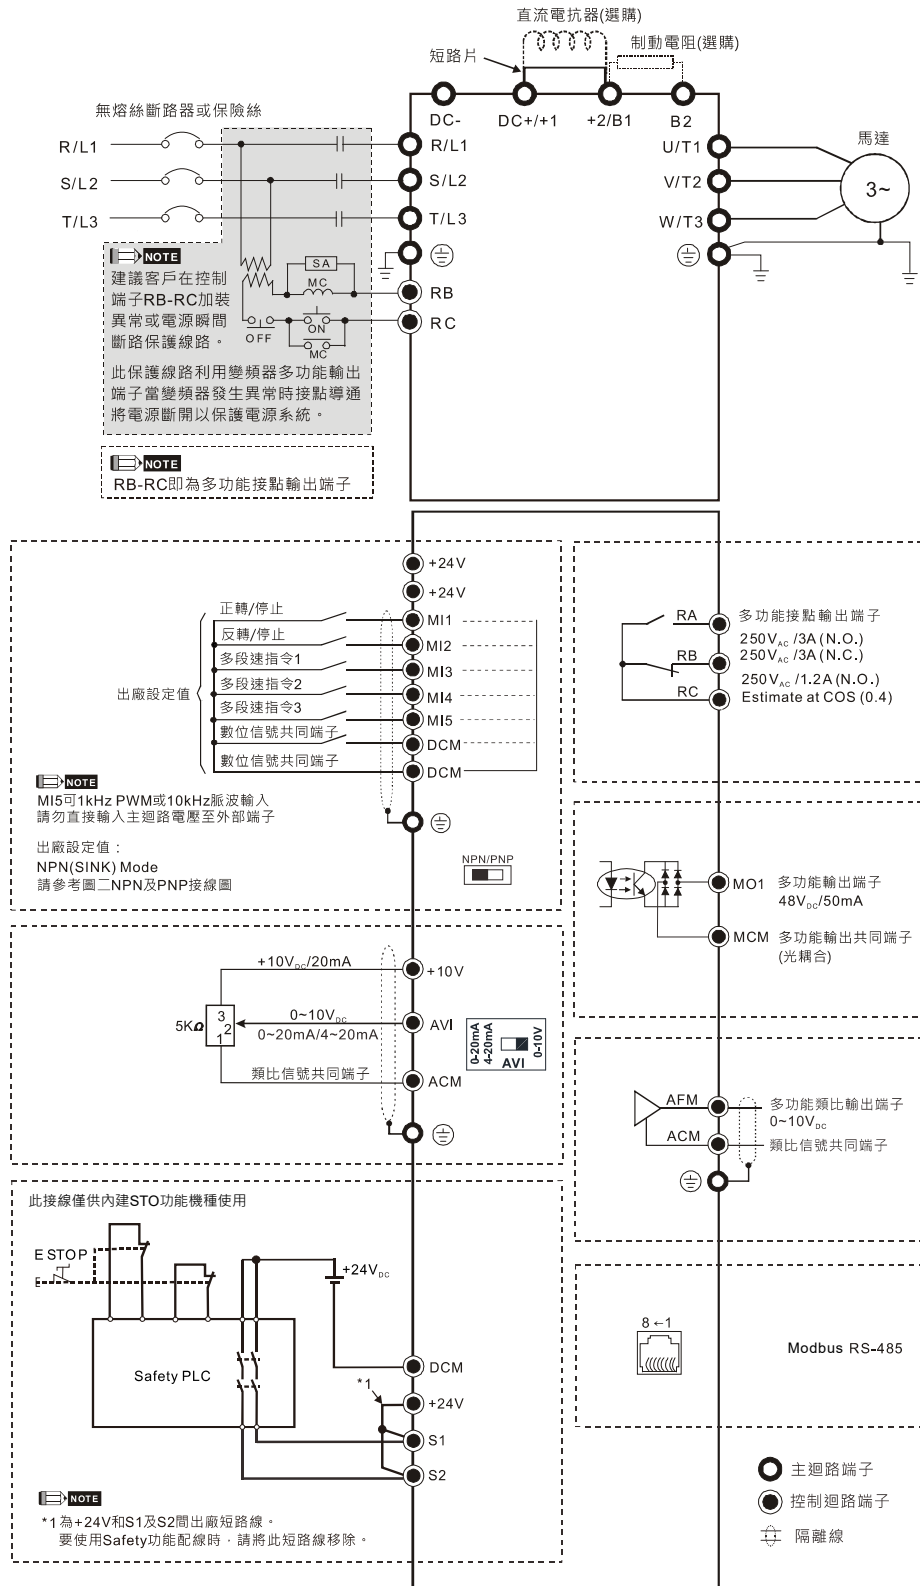 直流電抗器(選購)
制動電阻(選購)
短路片
無熔絲斷路器或保險絲
DC-
DC+/+1
+2/B1
B2
馬達
R/L1
R/L1
U/T1
S/L2
S/L2
V/T2
3~
T/L3
T/L3
W/T3
NOTE
建議客戶在控制
端子RB-RC加裝
異常或電源瞬間
斷路保護線路。
SA
MC
RB
OFF
ON
RC
MC
此保護線路利用變頻器多功能輸出
端子當變頻器發生異常時接點導通
將電源斷開以保護電源系統。
NOTE
RB-RC即為多功能接點輸出端子
+24V
+24V
正轉/停止
MI1
反轉/停止
MI2
多段速指令1
MI3
出廠設定值
多段速指令2
MI4
多段速指令3
MI5
數位信號共同端子
DCM
數位信號共同端子
DCM
NOTE
MI5可1kHz PWM或10kHz脈波輸入
請勿直接輸入主迴路電壓至外部端子
出廠設定值：
NPN(SINK) Mode
請參考圖二NPN及PNP接線圖
NPN/PNP
RA
多功能接點輸出端子
250VAC/3A (N.O.)
RB
250VAC/3A (N.C.)
250VAC/1.2A (N.O.)
RC
Estimate at COS (0.4)
MO1
多功能輸出端子
48VDC/50mA
MCM
多功能輸出共同端子
(光耦合)
+10VDC/20mA
+10V
5KΩ
3
2
1
0~10VDC
0~20mA/4~20mA
AVI
0-20mA
4-20mA
AVI
0-10V
類比信號共同端子
ACM
AFM
多功能類比輸出端子
0~10VDC
ACM
類比信號共同端子
此接線僅供內建STO功能機種使用
E STOP
+24VDC
Safety PLC
DCM
*1
+24V
S1
S2
NOTE
*1為+24V和S1及S2間出廠短路線。
要使用Safety功能配線時，請將此短路線移除。
8←1
Modbus RS-485
主迴路端子
控制迴路端子
隔離線